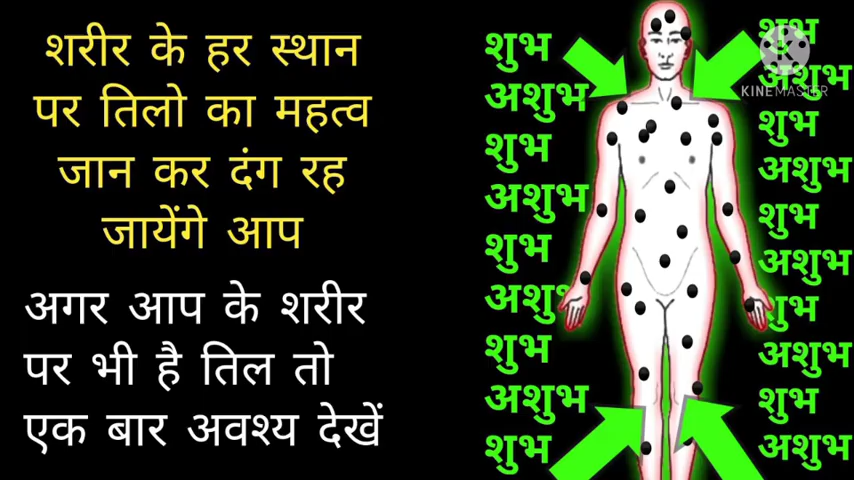 शरीर के हर स्थान
पर तिलो का महत्व
जान कर दंग रह
जायेंगे आप
अगर आप के शरीर
पर भी है तिल तो
एक बार अवश्य देखें
शुभ
अशुभ
शुभ
अशुभ
शुभ
अशुभ
शुभ
अशुभ
शुभ
शुभ
अशुभ
शुभ
अशुभ
शुभ
अशुभ
शुभ
अशुभ
शुभ
अशुभ
KINEMASTER